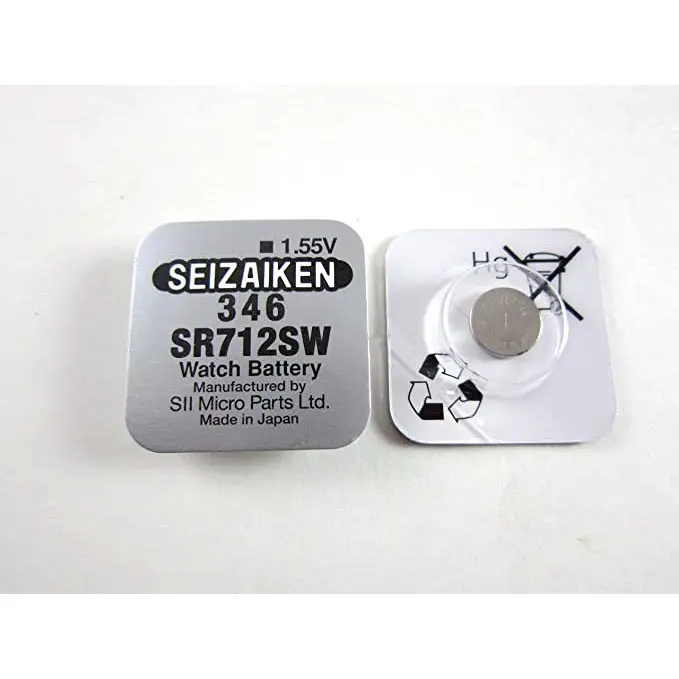 1.55V
SEIZAIKEN
346
SR712SW
Watch Battery
Manufactured by
SII Micro Parts Ltd.
Made in Japan
Hg